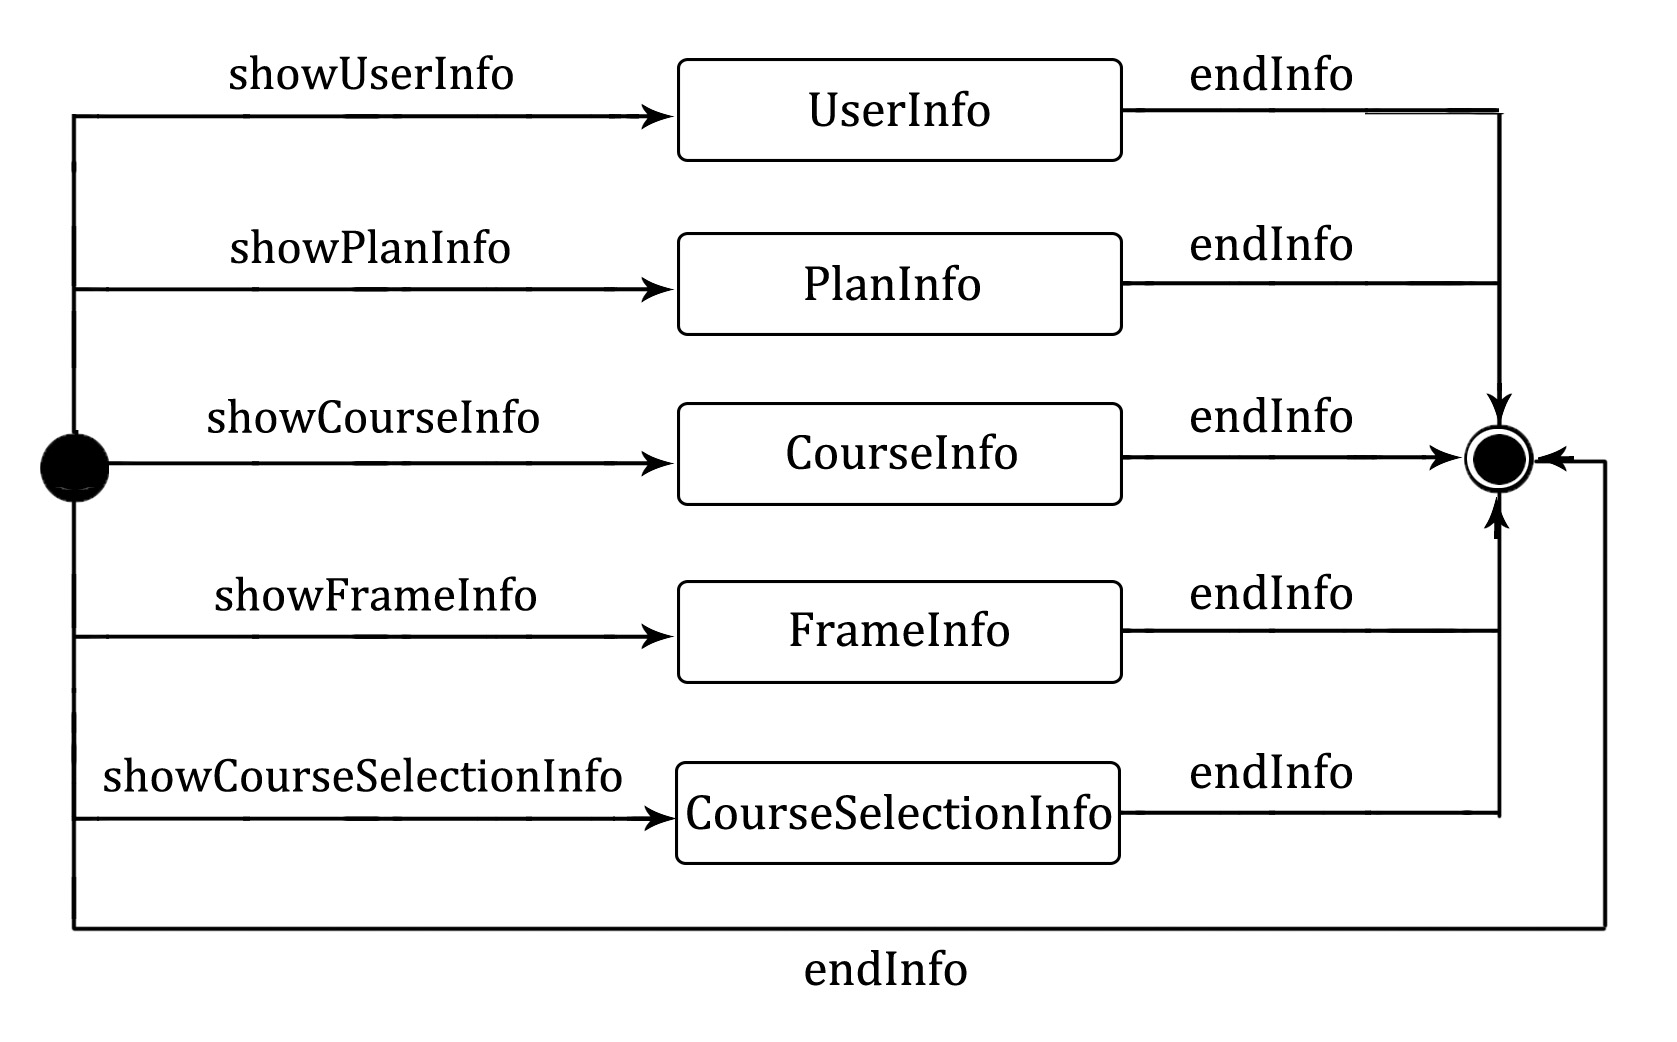 showUserInfo
UserInfo
endInfo
showPlanInfo
PlanInfo
endInfo
showCourseInfo
CourseInfo
endInfo
showFrameInfo
FrameInfo
endInfo
showCourseSelectionInfo
CourseSelectionInfo
endInfo
endInfo